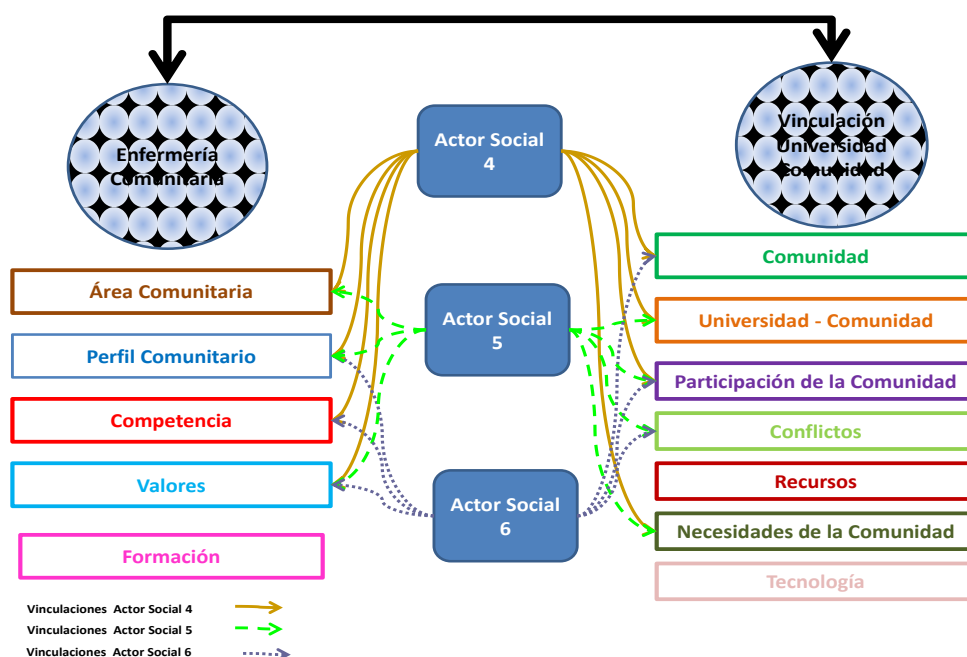 Enfermería
Comunitaria
Actor Social
4
Vinculación
Universidad
Comunidad
Área Comunitaria
Perfil Comunitario
Competencia
Valores
Formación
Actor Social
5
Actor Social
6
Comunidad
Universidad - Comunidad
Participación de la Comunidad
Conflictos
Recursos
Necesidades de la Comunidad
Tecnología
Vinculaciones Actor Social 4
Vinculaciones Actor Social 5
Vinculaciones Actor Social 6